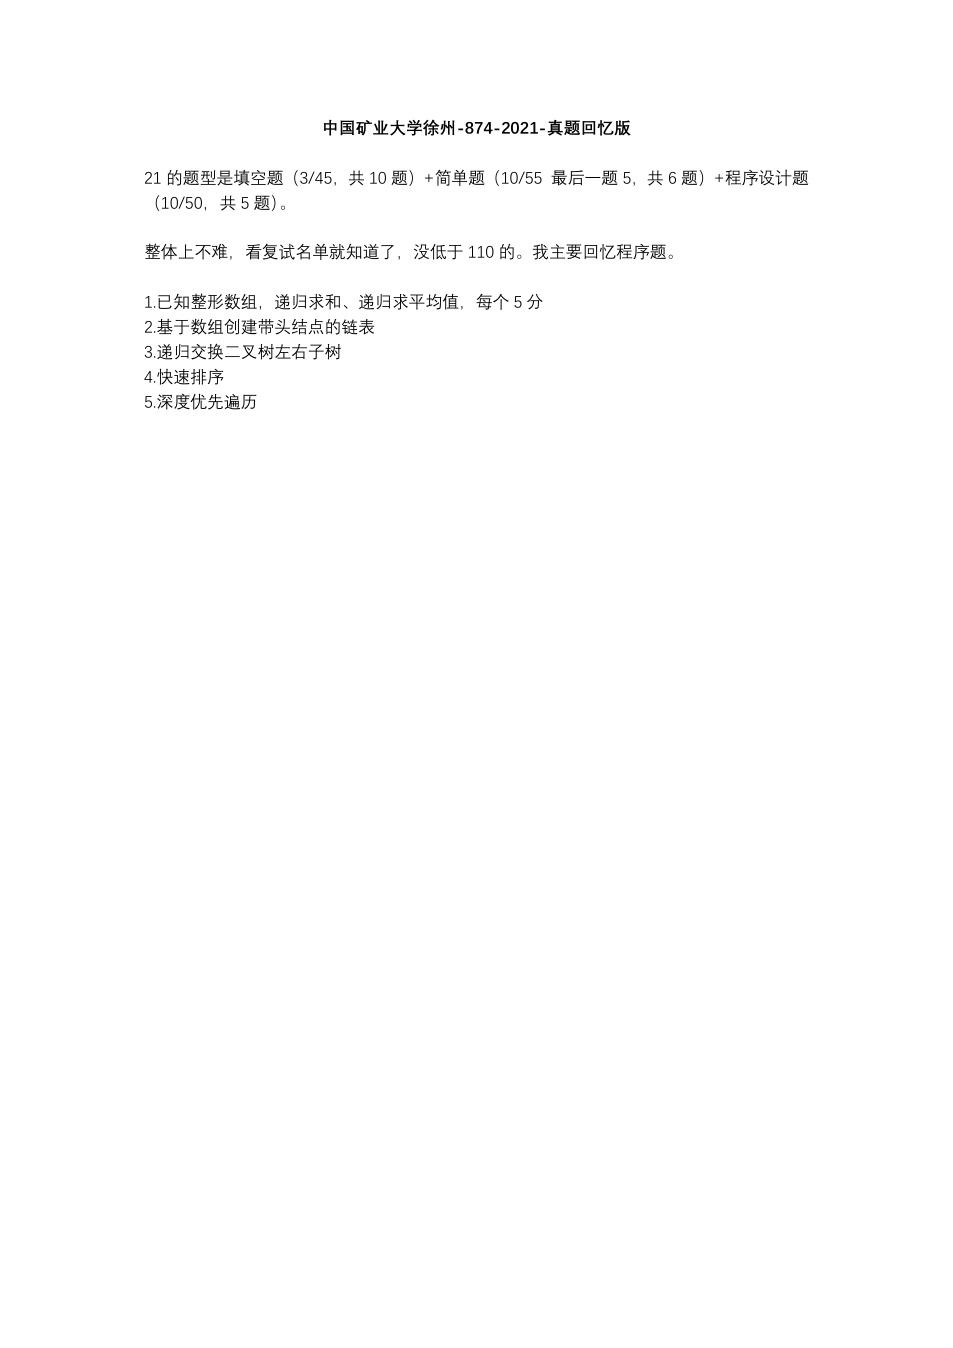 中国矿业大学徐州-874-2021-真题回忆版
21 的题型是填空题（3/45，共 10 题）+简单题（10/55 最后一题 5，共 6 题）+程序设计题
（10/50，共 5 题）。
整体上不难，看复试名单就知道了，没低于 110 的。我主要回忆程序题。
1.已知整形数组，递归求和、递归求平均值，每个 5 分
2.基于数组创建带头结点的链表
3.递归交换二叉树左右子树
4.快速排序
5.深度优先遍历